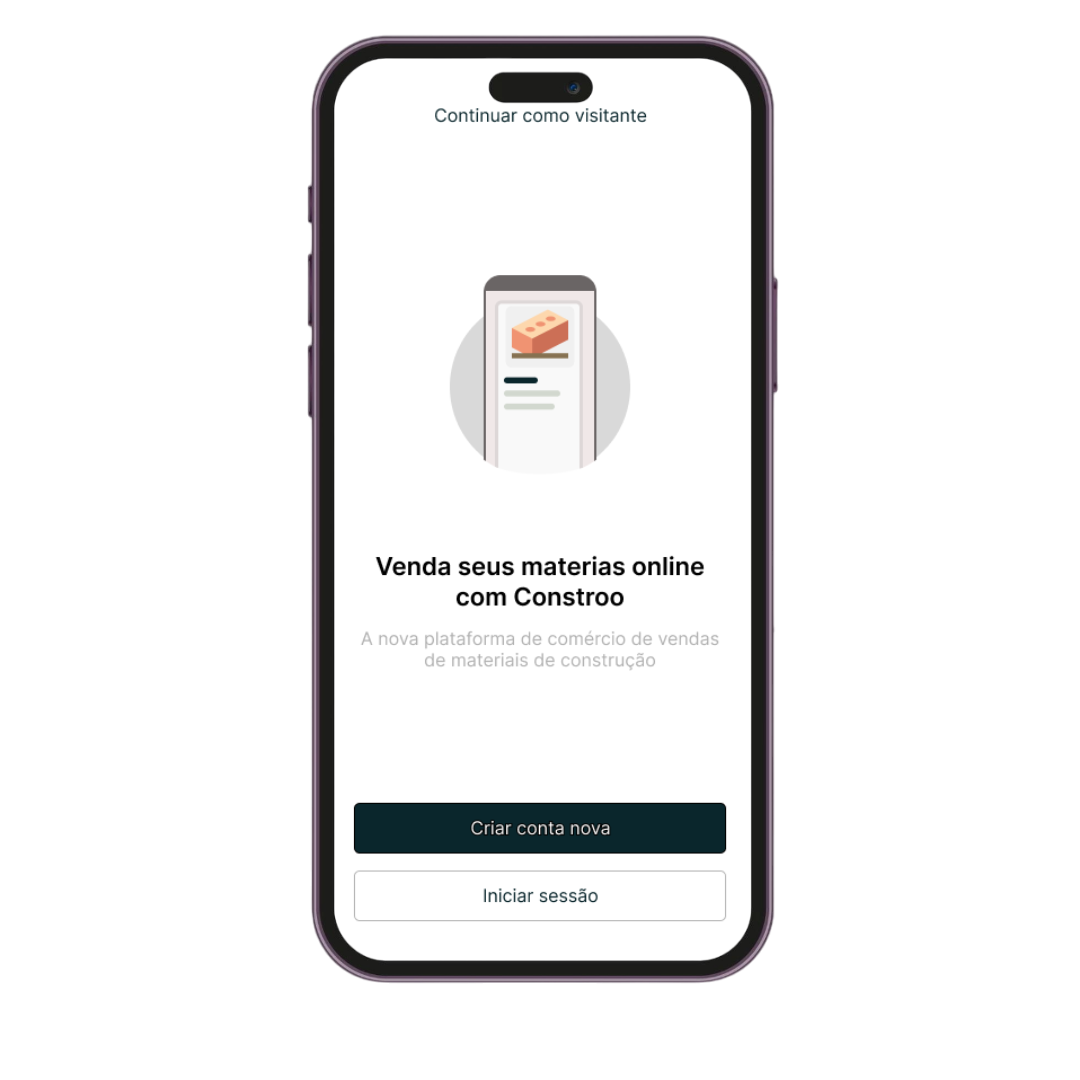 Continuar como visitante
Venda seus materias online
com Constroo
A nova plataforma de comércio de vendas
de materiais de construção
Criar conta nova
Iniciar sessão